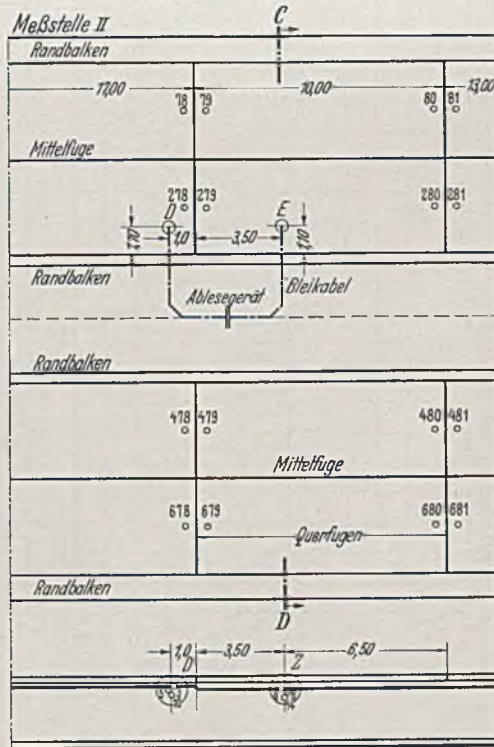 Meßstelle II
C
Randbalken
17,00
10,00
13,00
78 79
80 81
Mittelfuge
278 279
280 281
D
E
1,10
1,0
3,50
1,10
Randbalken
Ablesegerät
Bleikabel
Randbalken
478 479
480 481
Mittelfuge
678 679
680 681
Querfugen
Randbalken
D
1,0
3,50
6,50
D
Z